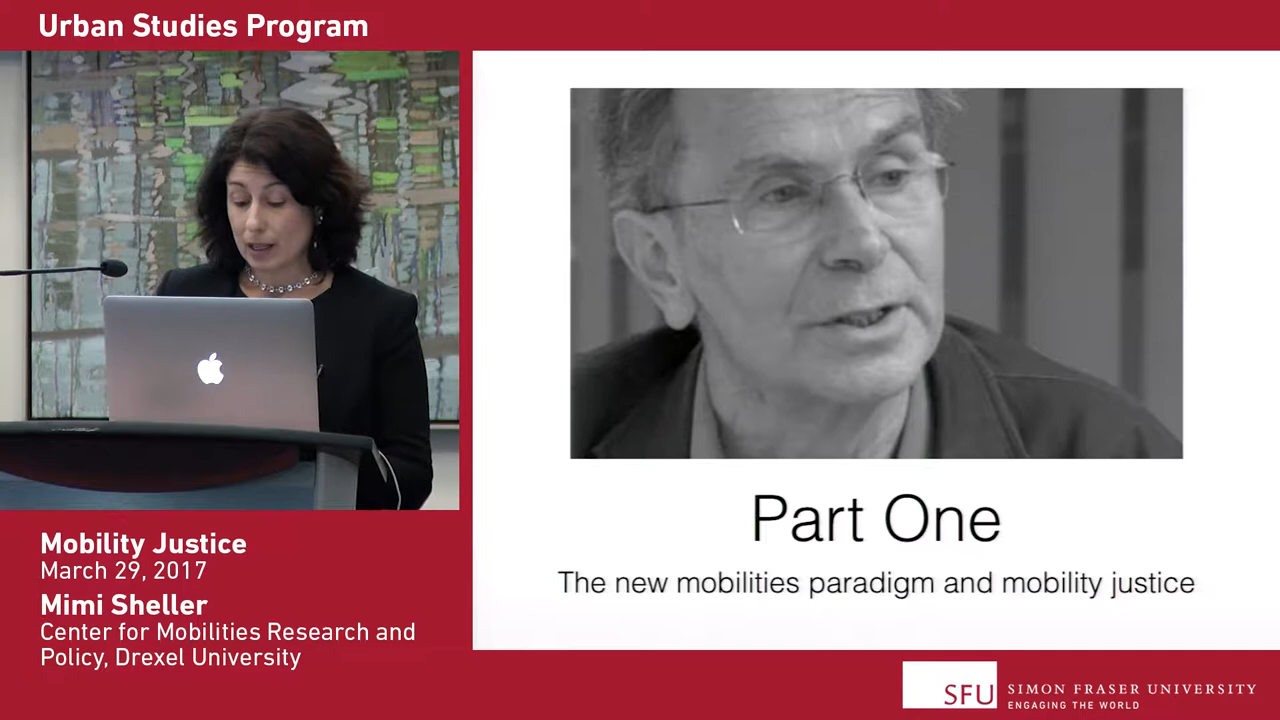 Urban Studies Program
Part One
The new mobilities paradigm and mobility justice
Mobility Justice
March 29, 2017
Mimi Sheller
Center for Mobilities Research and
Policy, Drexel University
SFU
SIMON FRASER UNIVERSITY
ENGAGING THE WORLD